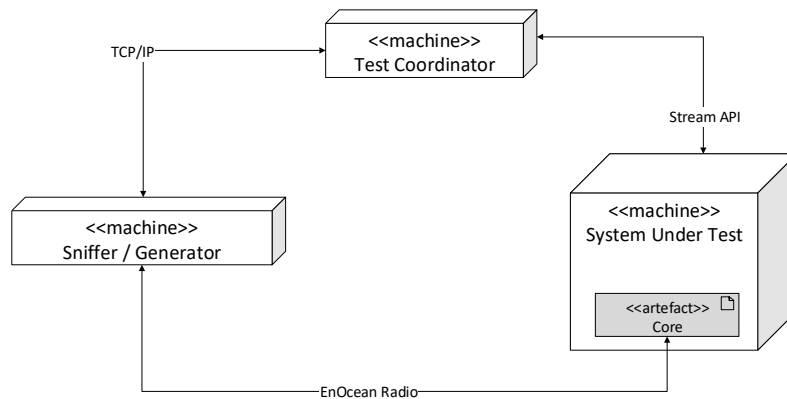 <<machine>>
Test Coordinator
TCP/IP
Stream API
<<machine>>
Sniffer / Generator
<<machine>>
System Under Test
<<artefact>>
Core
EnOcean Radio